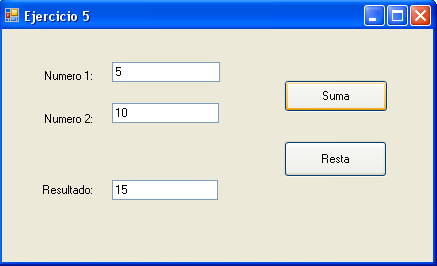 Ejercicio 5
Numero 1: 5
Suma
Numero 2: 10
Resta
Resultado: 15